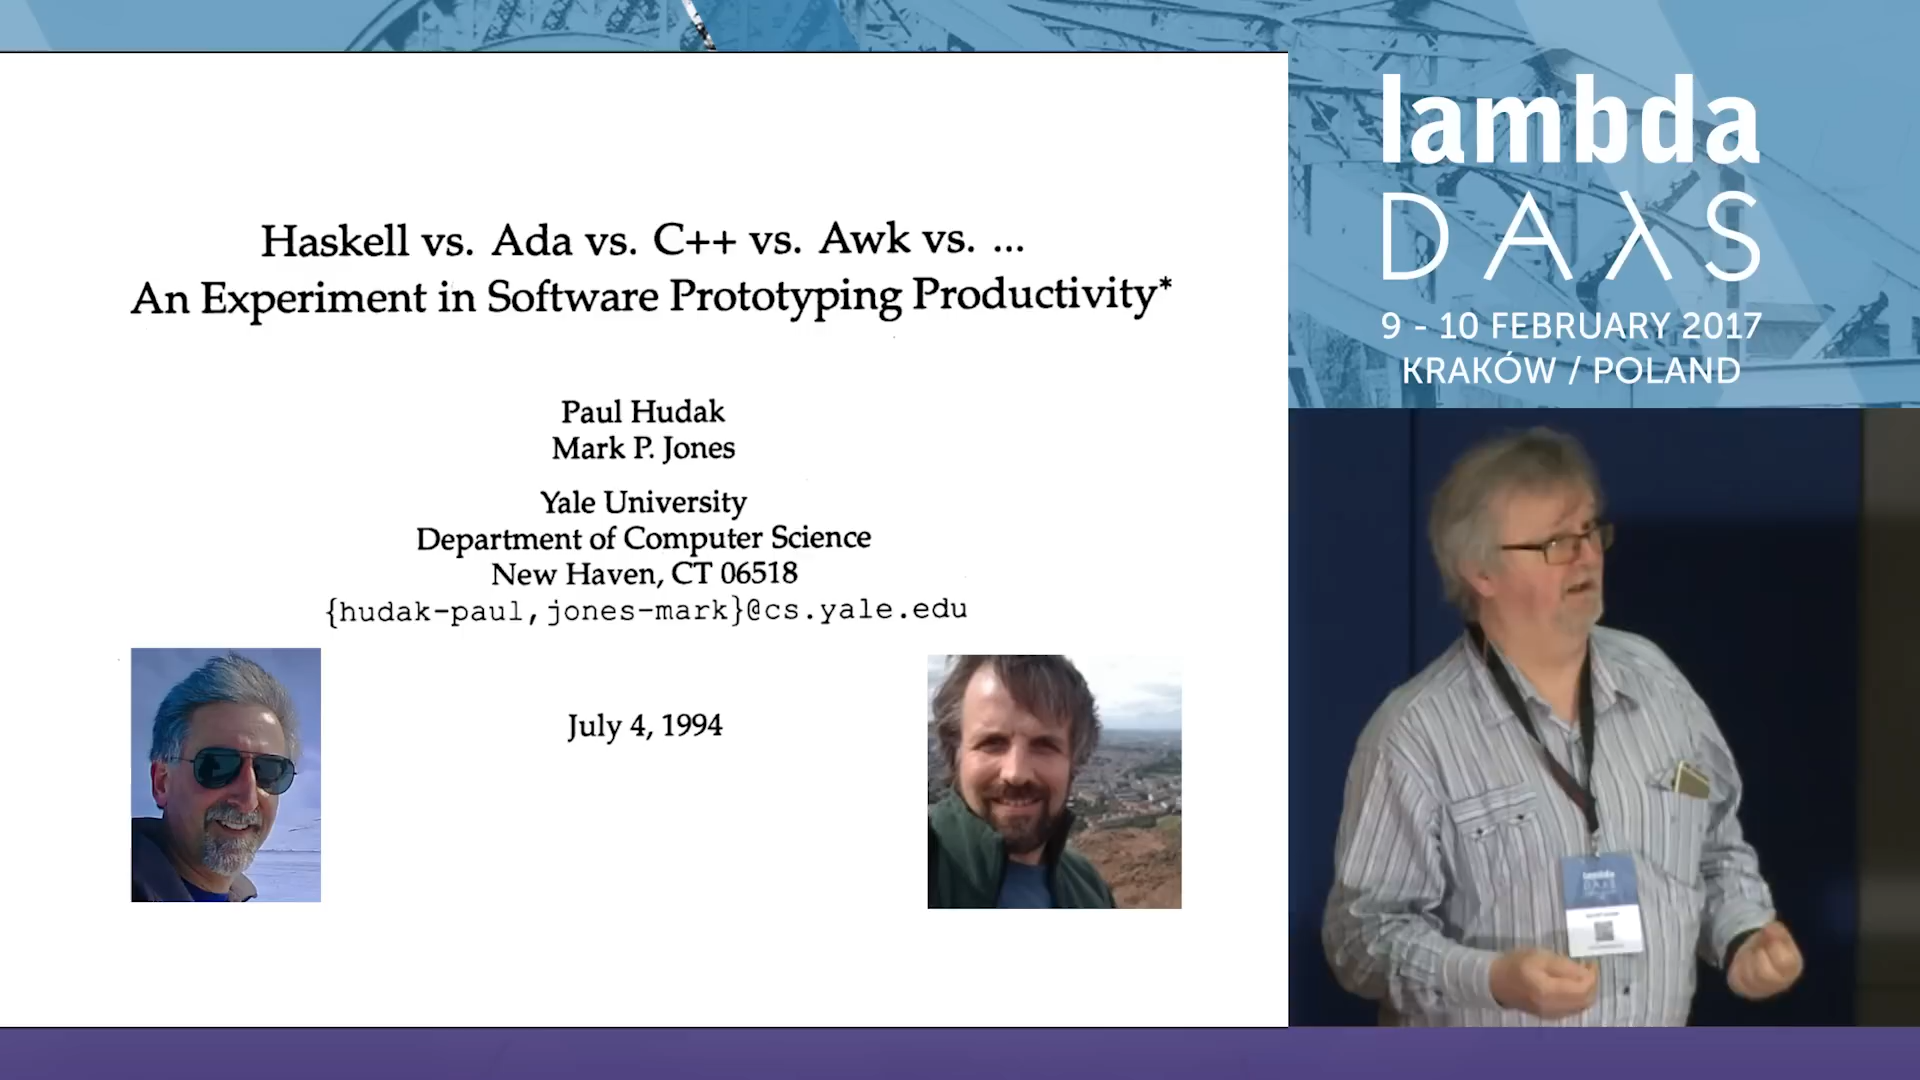 Haskell vs. Ada vs. C++ vs. Awk vs. ...
An Experiment in Software Prototyping Productivity*
Paul Hudak
Mark P. Jones
Yale University
Department of Computer Science
New Haven, CT 06518
{hudak-paul,jones-mark}@cs.yale.edu
July 4, 1994
lambda
DAλS
9 - 10 FEBRUARY 2017
KRAKÓW / POLAND
lambda
DAλS